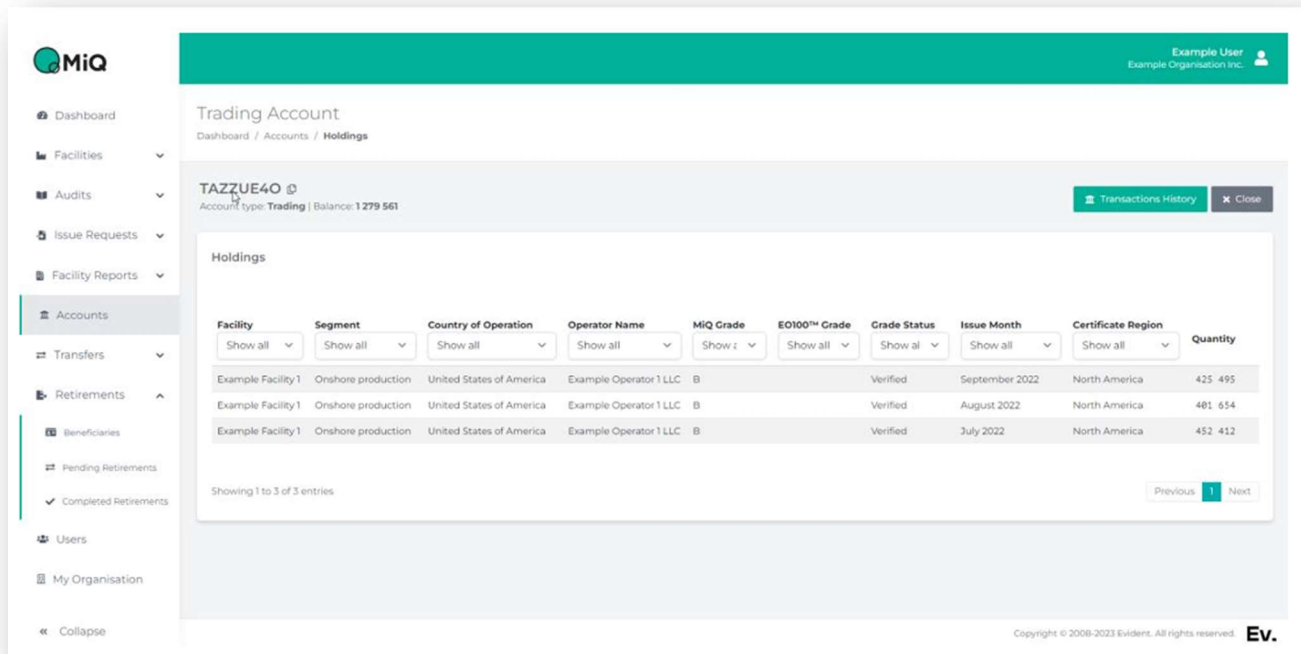 MiQ
Example User
Example Organisation Inc.
Dashboard
Facilities
Audits
Issue Requests
Facility Reports
Accounts
Transfers
Retirements
Beneficiaries
Pending Retirements
Completed Retirements
Users
My Organisation
Collapse
Trading Account
Dashboard / Accounts / Holdings
TAZZUE4O
Account type: Trading | Balance: 1 279 561
Transactions History
Close
Holdings
Facility Segment Country of Operation Operator Name MiQ Grade EO100™ Grade Grade Status Issue Month Certificate Region Quantity
Show all Show all Show all Show all Show a Show all Show al Show all Show all
Example Facility 1 Onshore production United States of America Example Operator 1 LLC B Verified September 2022 North America 425 495
Example Facility 1 Onshore production United States of America Example Operator 1 LLC B Verified August 2022 North America 401 654
Example Facility 1 Onshore production United States of America Example Operator 1 LLC B Verified July 2022 North America 452 412
Showing 1 to 3 of 3 entries
Previous 1 Next
Copyright © 2008-2023 Evident. All rights reserved. Ev.